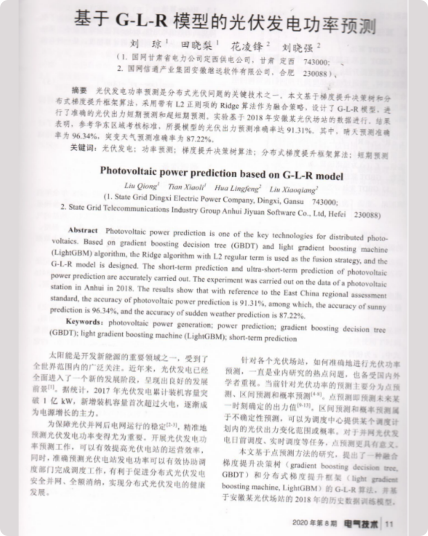 基于 G-L-R 模型的光伏发电功率预测
刘 琼¹ 田晓梨¹ 花凌锋² 刘晓强²
(1. 国网甘肃省电力公司定西供电公司，甘肃 定西 743000；
2. 国网信通产业集团安徽继远软件有限公司，合肥 230088)
摘要 光伏发电功率预测是分布式光伏问题的关键技术之一。本文基于梯度提升决策树和分
布式梯度提升框架算法，采用带有 L2 正则项的 Ridge 算法作为融合策略，设计了 G-L-R 模型，进
行了准确的光伏出力短期预测和超短期预测。实验基于 2018 年安徽某光伏场站的数据进行，结果
表明，参考华东区域考核标准，所提模型的光伏出力预测准确率达 91.31%，其中，晴天预测准确
率为 96.34%，突变天气预测准确率为 87.22%。
关键词：光伏发电；功率预测；梯度提升决策树算法；分布式梯度提升框架算法；短期预测
Photovoltaic power prediction based on G-L-R model
Liu Qiong¹ Tian Xiaoli¹ Hua Lingfeng² Liu Xiaoqiang²
(1. State Grid Dingxi Electric Power Company, Dingxi, Gansu 743000;
2. State Grid Telecommunications Industry Group Anhui Jiyuan Software Co., Ltd, Hefei 230088)
Abstract Photovoltaic power prediction is one of the key technologies for distributed photo-
voltaics. Based on gradient boosting decision tree (GBDT) and light gradient boosting machine
(LightGBM) algorithm, the Ridge algorithm with L2 regular term is used as the fusion strategy, and the
G-L-R model is designed. The short-term prediction and ultra-short-term prediction of photovoltaic
power prediction are accurately carried out. The experiment was carried out on the data of a photovoltaic
station in Anhui in 2018. The results show that with reference to the East China regional assessment
standard, the accuracy of photovoltaic power prediction is 91.31%, among which, the accuracy of sunny
prediction is 96.34%, and the accuracy of sudden weather prediction is 87.22%.
Keywords: photovoltaic power generation; power prediction; gradient boosting decision tree
(GBDT); light gradient boosting machine (LightGBM); short-term prediction
太阳能是开发新能源的重要领域之一，受到了
全世界范围内的广泛关注。近年来，光伏发电已经
全面进入了一个新的发展阶段，呈现出良好的发展
前景[1]。据统计，2017 年光伏发电累计装机容量突
破 1 亿 kW，新增装机容量首次超过火电，逐渐成
为电源增长的主力。
为保障光伏并网后电网运行的稳定[2-3]，精准地
预测光伏发电功率变得尤为重要。开展光伏发电功
率预测工作，可以有效提高光伏电站的运营效率，
同时，准确预测光伏电站发电功率可以有效协助调
度部门完成调度工作，有利于促进分布式光伏发电
安全并网、全额消纳，实现分布式光伏发电的健康
发展。
针对各个光伏场站，如何准确地进行光伏功率
预测，一直是业内研究的热点问题，也备受国内外
学者重视。当前针对光伏功率的预测主要分为点预
测、区间预测和概率预测[4-6]。点预测即预测未来某
一时刻确定的出力值，区间预测和概率预测属
于不确定性预测，可以为调度中心提供某个调度计
划内的光伏出力变化范围或概率。对于并网光伏发
电日前调度、实时调度等任务，点预测更具有意义。
本文基于点预测方法的研究，提出了一种融合
梯度提升决策树（gradient boosting decision tree,
GBDT）和分布式梯度提升框架（light gradient
boosting machine, LightGBM）的 G-L-R 算法，并基
于安徽某光伏场站的 2018 年的历史数据训练模型，
2020 年第 8 期 电气技术 11